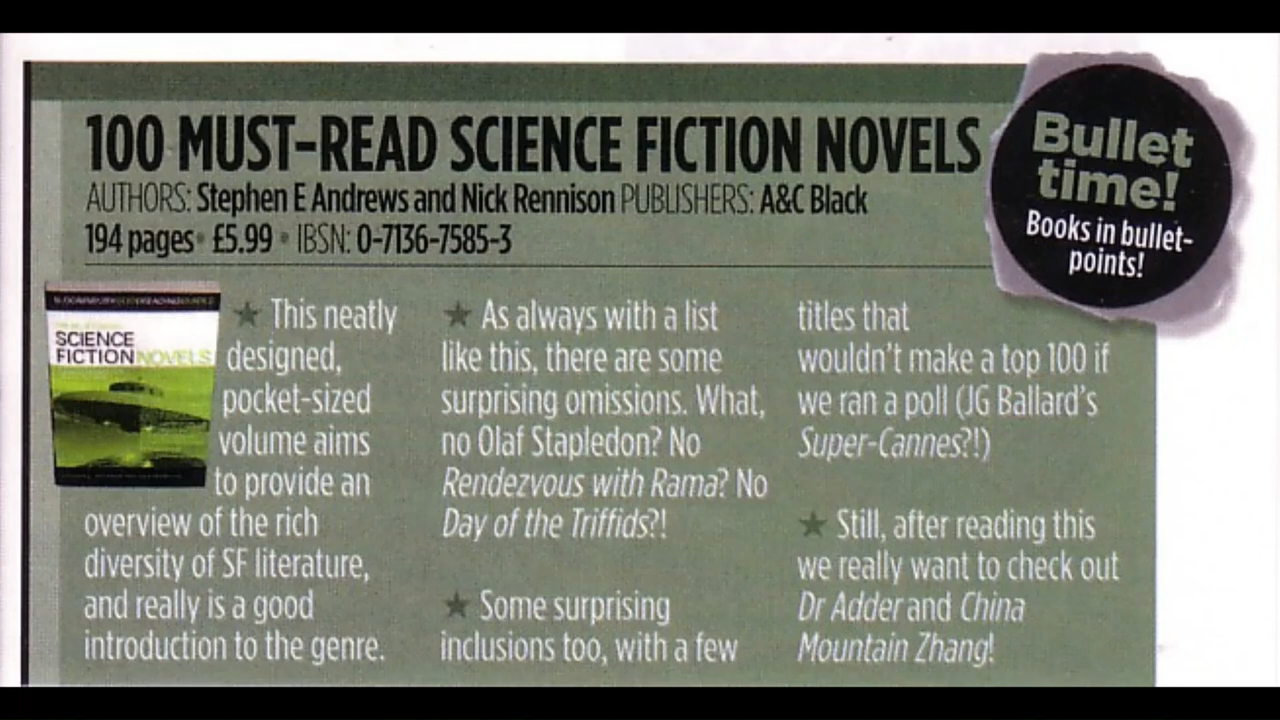 100 MUST-READ SCIENCE FICTION NOVELS
AUTHORS: Stephen E Andrews and Nick Rennison PUBLISHERS: A&C Black
194 pages • £5.99 • IBSN: 0-7136-7585-3
Bullet
time!
Books in bullet-
points!
SCIENCE
FICTION NOVELS
★ This neatly
designed,
pocket-sized
volume aims
to provide an
overview of the rich
diversity of SF literature,
and really is a good
introduction to the genre.
★ As always with a list
like this, there are some
surprising omissions. What,
no Olaf Stapledon? No
Rendezvous with Rama? No
Day of the Triffids?!
★ Some surprising
inclusions too, with a few
titles that
wouldn't make a top 100 if
we ran a poll (JG Ballard's
Super-Cannes?!)
★ Still, after reading this
we really want to check out
Dr Adder and China
Mountain Zhang!